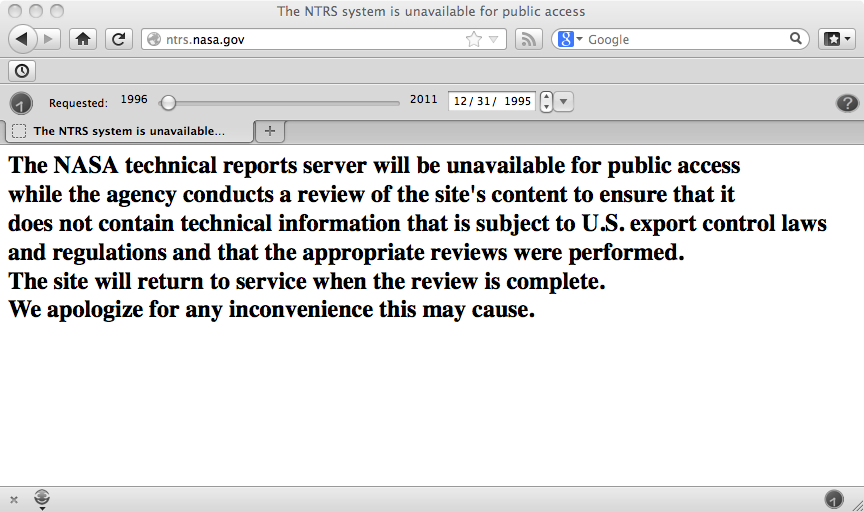 The NTRS system is unavailable for public access
ntrs.nasa.gov
Google
Requested: 1996 2011 12/31/ 1995
The NTRS system is unavailable...
The NASA technical reports server will be unavailable for public access
while the agency conducts a review of the site's content to ensure that it
does not contain technical information that is subject to U.S. export control laws
and regulations and that the appropriate reviews were performed.
The site will return to service when the review is complete.
We apologize for any inconvenience this may cause.